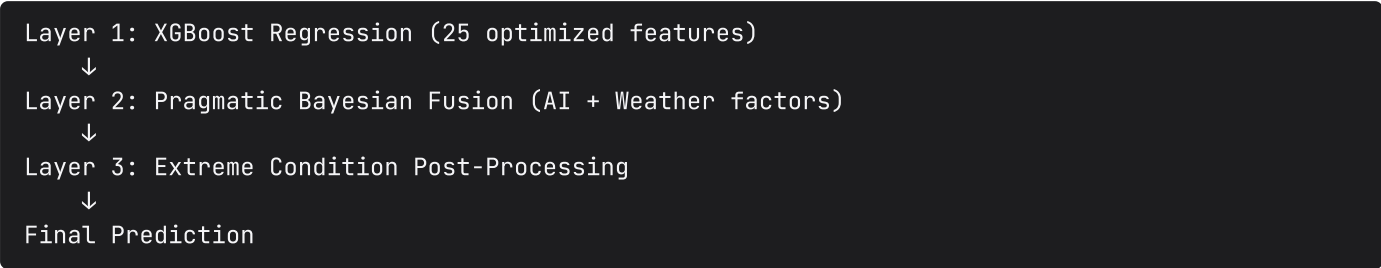 Layer 1: XGBoost Regression (25 optimized features)
↓
Layer 2: Pragmatic Bayesian Fusion (AI + Weather factors)
↓
Layer 3: Extreme Condition Post-Processing
↓
Final Prediction